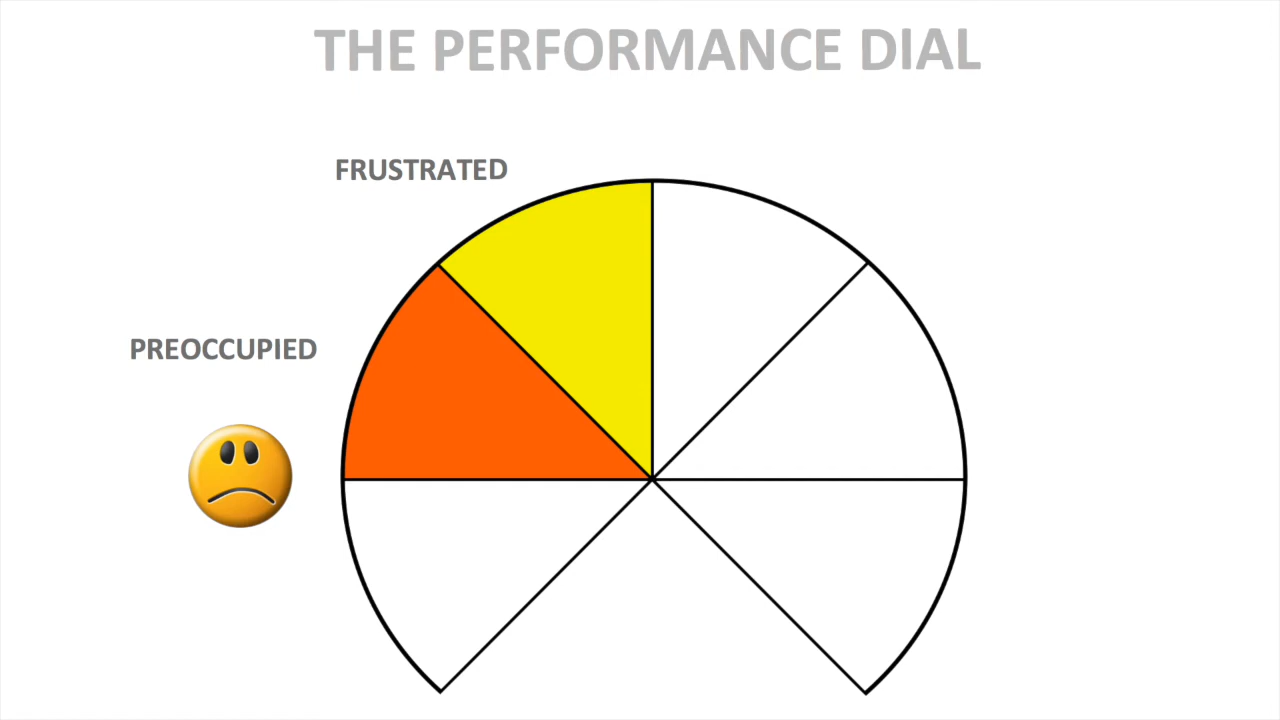 THE PERFORMANCE DIAL
FRUSTRATED
PREOCCUPIED